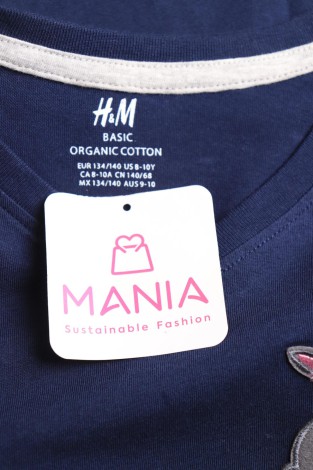 H&M
BASIC
ORGANIC COTTON
EUR 134/140 US 8-10Y
CA 8-10A CN 140/68
MX 134/140 AUS 9-10
MANIA
Sustainable Fashion